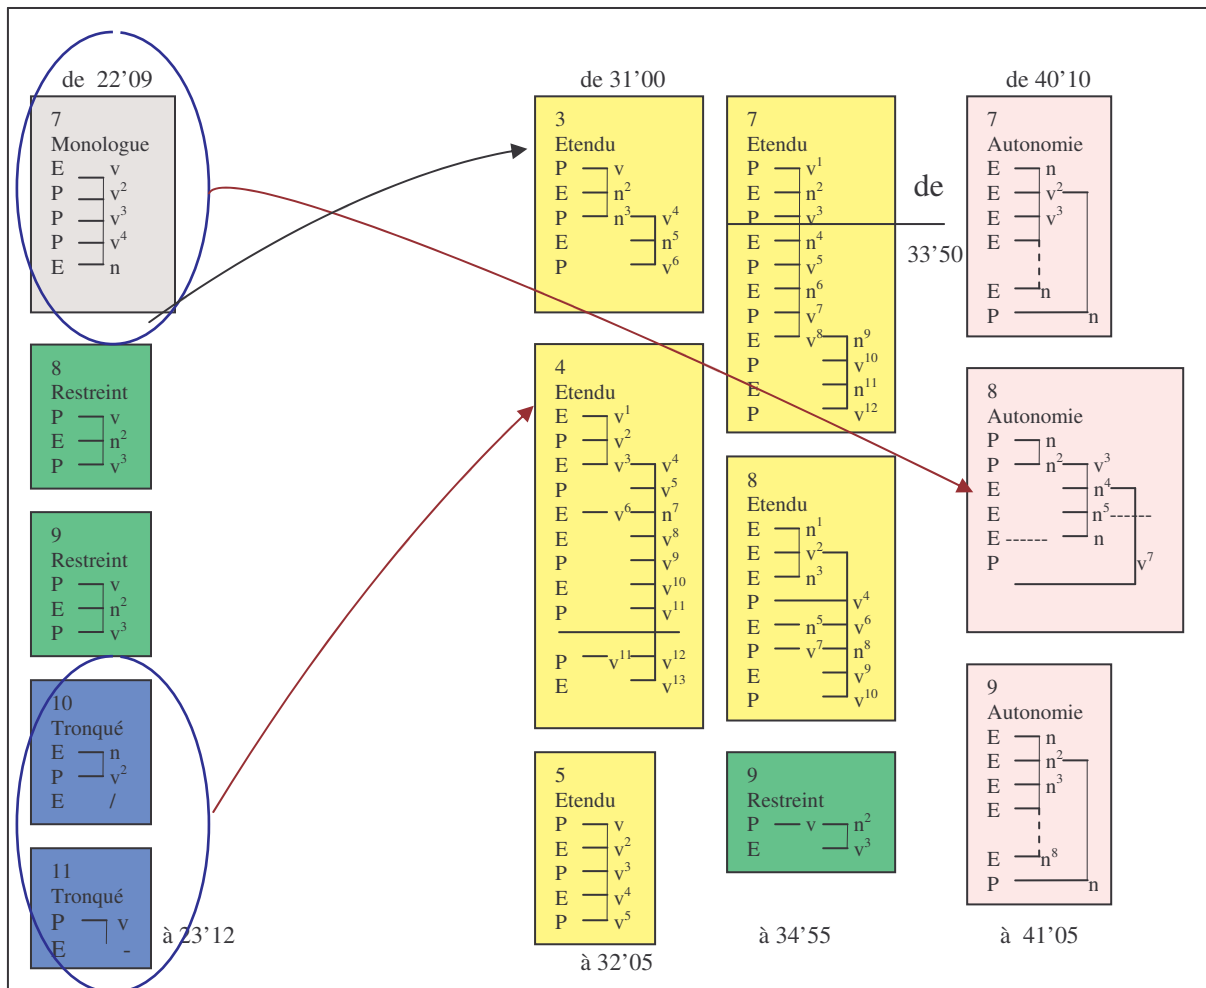 de 22’09
7
Monologue
E v
P v²
P v³
P v⁴
E n
8
Restreint
P v
E n²
P v³
9
Restreint
P v
E n²
P v³
10
Tronqué
E n
P v²
E /
11
Tronqué
P v
E -
à 23’12
de 31’00
3
Etendu
P v
E n²
P n³ v⁴
E n⁵
P v⁶
4
Etendu
E v¹
P v²
E v³ v⁴
P v⁵
E v⁶ n⁷
E v⁸
P v⁹
E v¹⁰
P v¹¹
P v¹¹ v¹²
E v¹³
5
Etendu
P v
E v²
P v³
E v⁴
P v⁵
à 32’05
7
Etendu
P v¹
E n²
P v³
E n⁴
P v⁵
E n⁶
P v⁷
E v⁸ n⁹
P v¹⁰
E n¹¹
P v¹²
de
33’50
8
Etendu
E n¹
E v²
E n³
P v⁴
E n⁵ v⁶
P v⁷ n⁸
E v⁹
P v¹⁰
9
Restreint
P v n²
E v³
à 34’55
de 40’10
7
Autonomie
E n
E v²
E v³
E
E n
P n
8
Autonomie
P n
P n² v³
E n⁴
E n⁵ ------
E ------ n
P v⁷
9
Autonomie
E n
E n²
E n³
E
E n⁸
P n
à 41’05